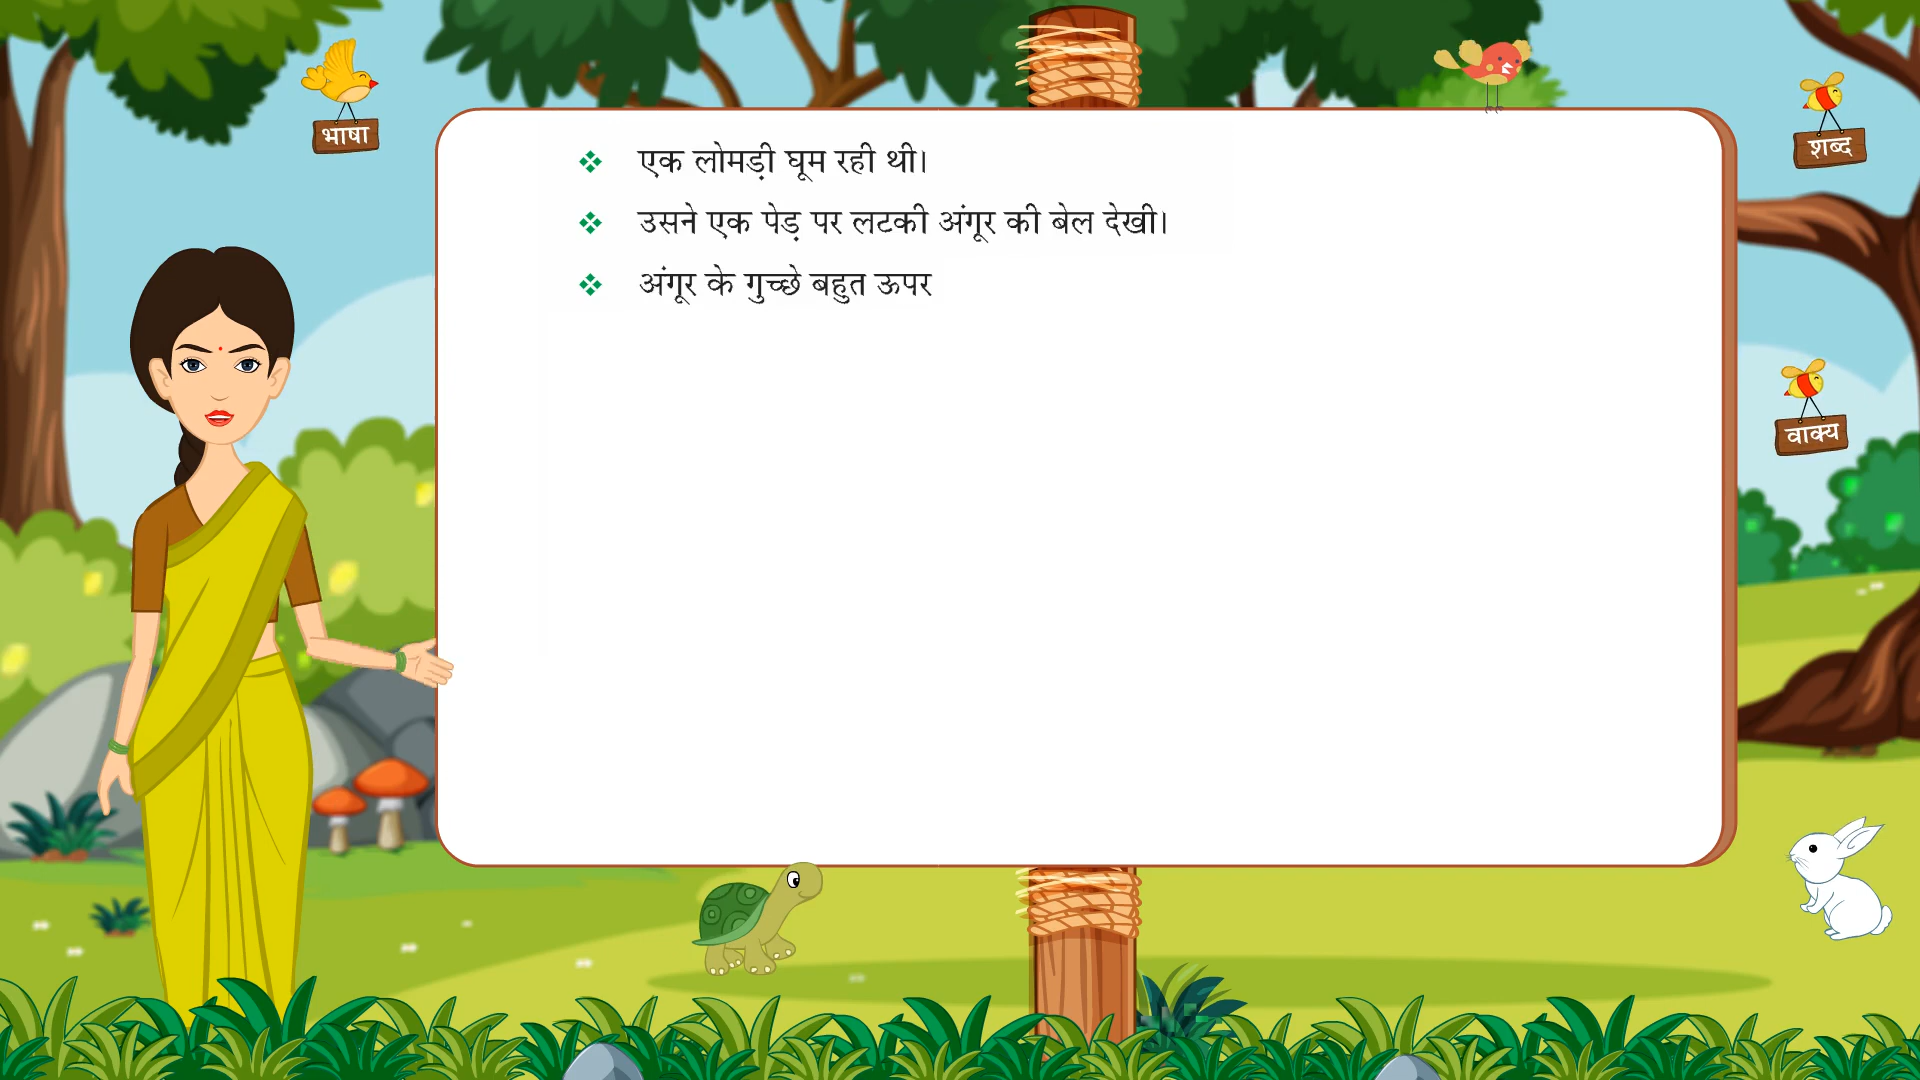 भाषा
शब्द
एक लोमड़ी घूम रही थी।
उसने एक पेड़ पर लटकी अंगूर की बेल देखी।
अंगूर के गुच्छे बहुत ऊपर
वाक्य